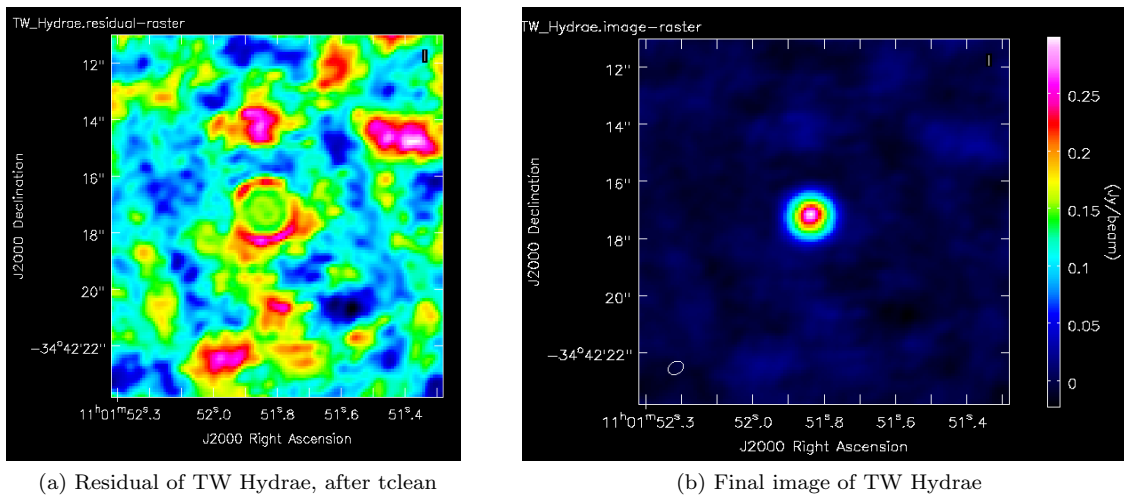 TW_Hydrae.residual-raster
I
12''
14''
16''
18''
20''
−34°42'22''
J2000 Declination
11ʰ01ᵐ52ˢ.3
52ˢ.0
51ˢ.8
51ˢ.6
51ˢ.4
J2000 Right Ascension
(a) Residual of TW Hydrae, after tclean
TW_Hydrae.image-raster
I
12''
14''
16''
18''
20''
−34°42'22''
J2000 Declination
11ʰ01ᵐ52ˢ.3
52ˢ.0
51ˢ.8
51ˢ.6
51ˢ.4
J2000 Right Ascension
0.25
0.2
0.15
0.1
0.05
0
(Jy/beam)
(b) Final image of TW Hydrae